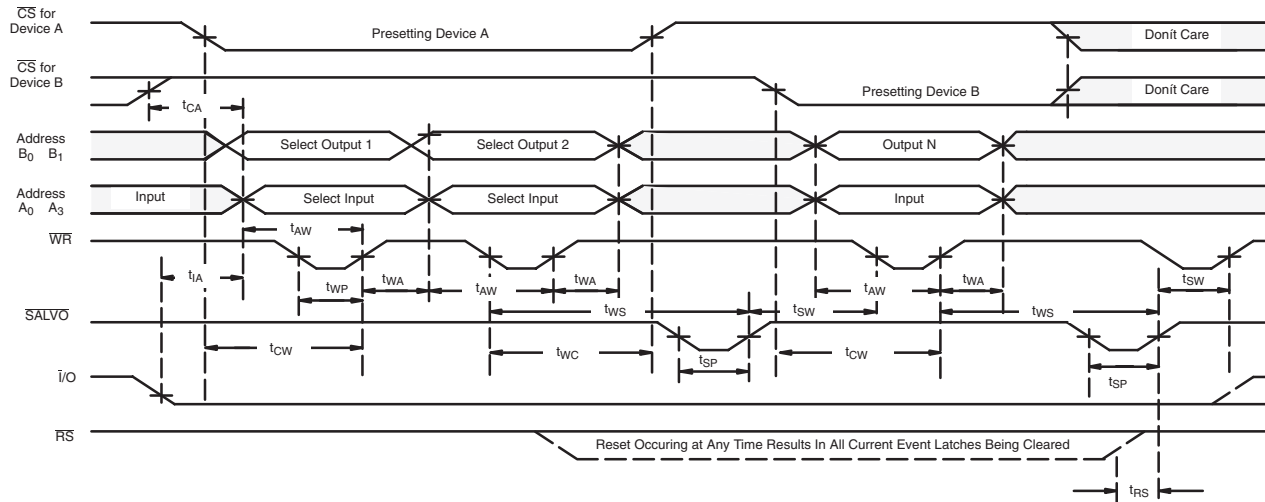 CS for
Device A
Presetting Device A
Donít Care
CS for
Device B
Presetting Device B
Donít Care
tCA
Address
B0 B1
Select Output 1
Select Output 2
Output N
Address
A0 A3
Input
Select Input
Select Input
Input
tAW
WR
tIA
tWP
tWA
tAW
tWA
tAW
tWA
tSW
tWS
tSW
tWS
SALVO
tCW
tWC
tSP
tCW
tSP
I/O
RS
Reset Occuring at Any Time Results In All Current Event Latches Being Cleared
tRS